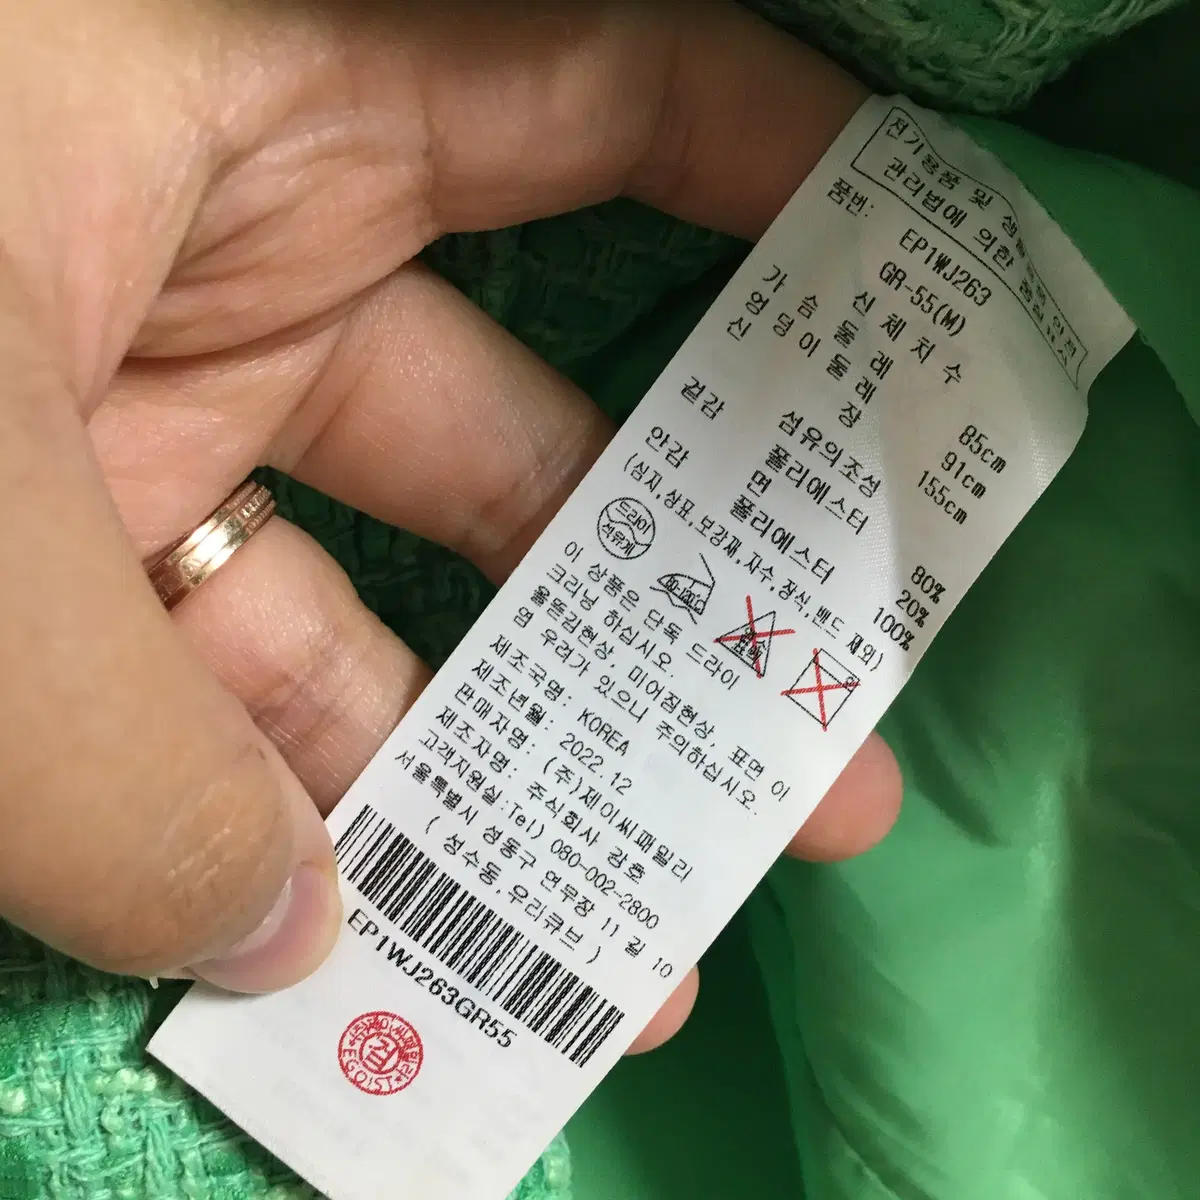 전기용품 및 생활용품 안전
관리법에 의한 품질표시
품번:
EP1WJ263
GR-55(M)
신체치수
가슴둘레 85cm
엉덩이둘레 91cm
신장 155cm
섬유의조성
겉감 폴리에스터 80%
면 20%
안감 폴리에스터 100%
(심지,상표,보강재,자수,장식,밴드 제외)
드라이
석유계
이 상품은 단독 드라이
크리닝 하십시오.
올뜯김현상, 미어짐현상, 표면 이
염 우려가 있으니 주의하십시오.
제조국명: KOREA
제조년월: 2022.12
판매자명: (주)제이씨패밀리
제조자명: 주식회사 감호
고객지원실:Tel) 080-002-2800
서울특별시 성동구 연무장 11 길 10
( 성수동,우리큐브 )
EP1WJ263GR55
검
EGOIST